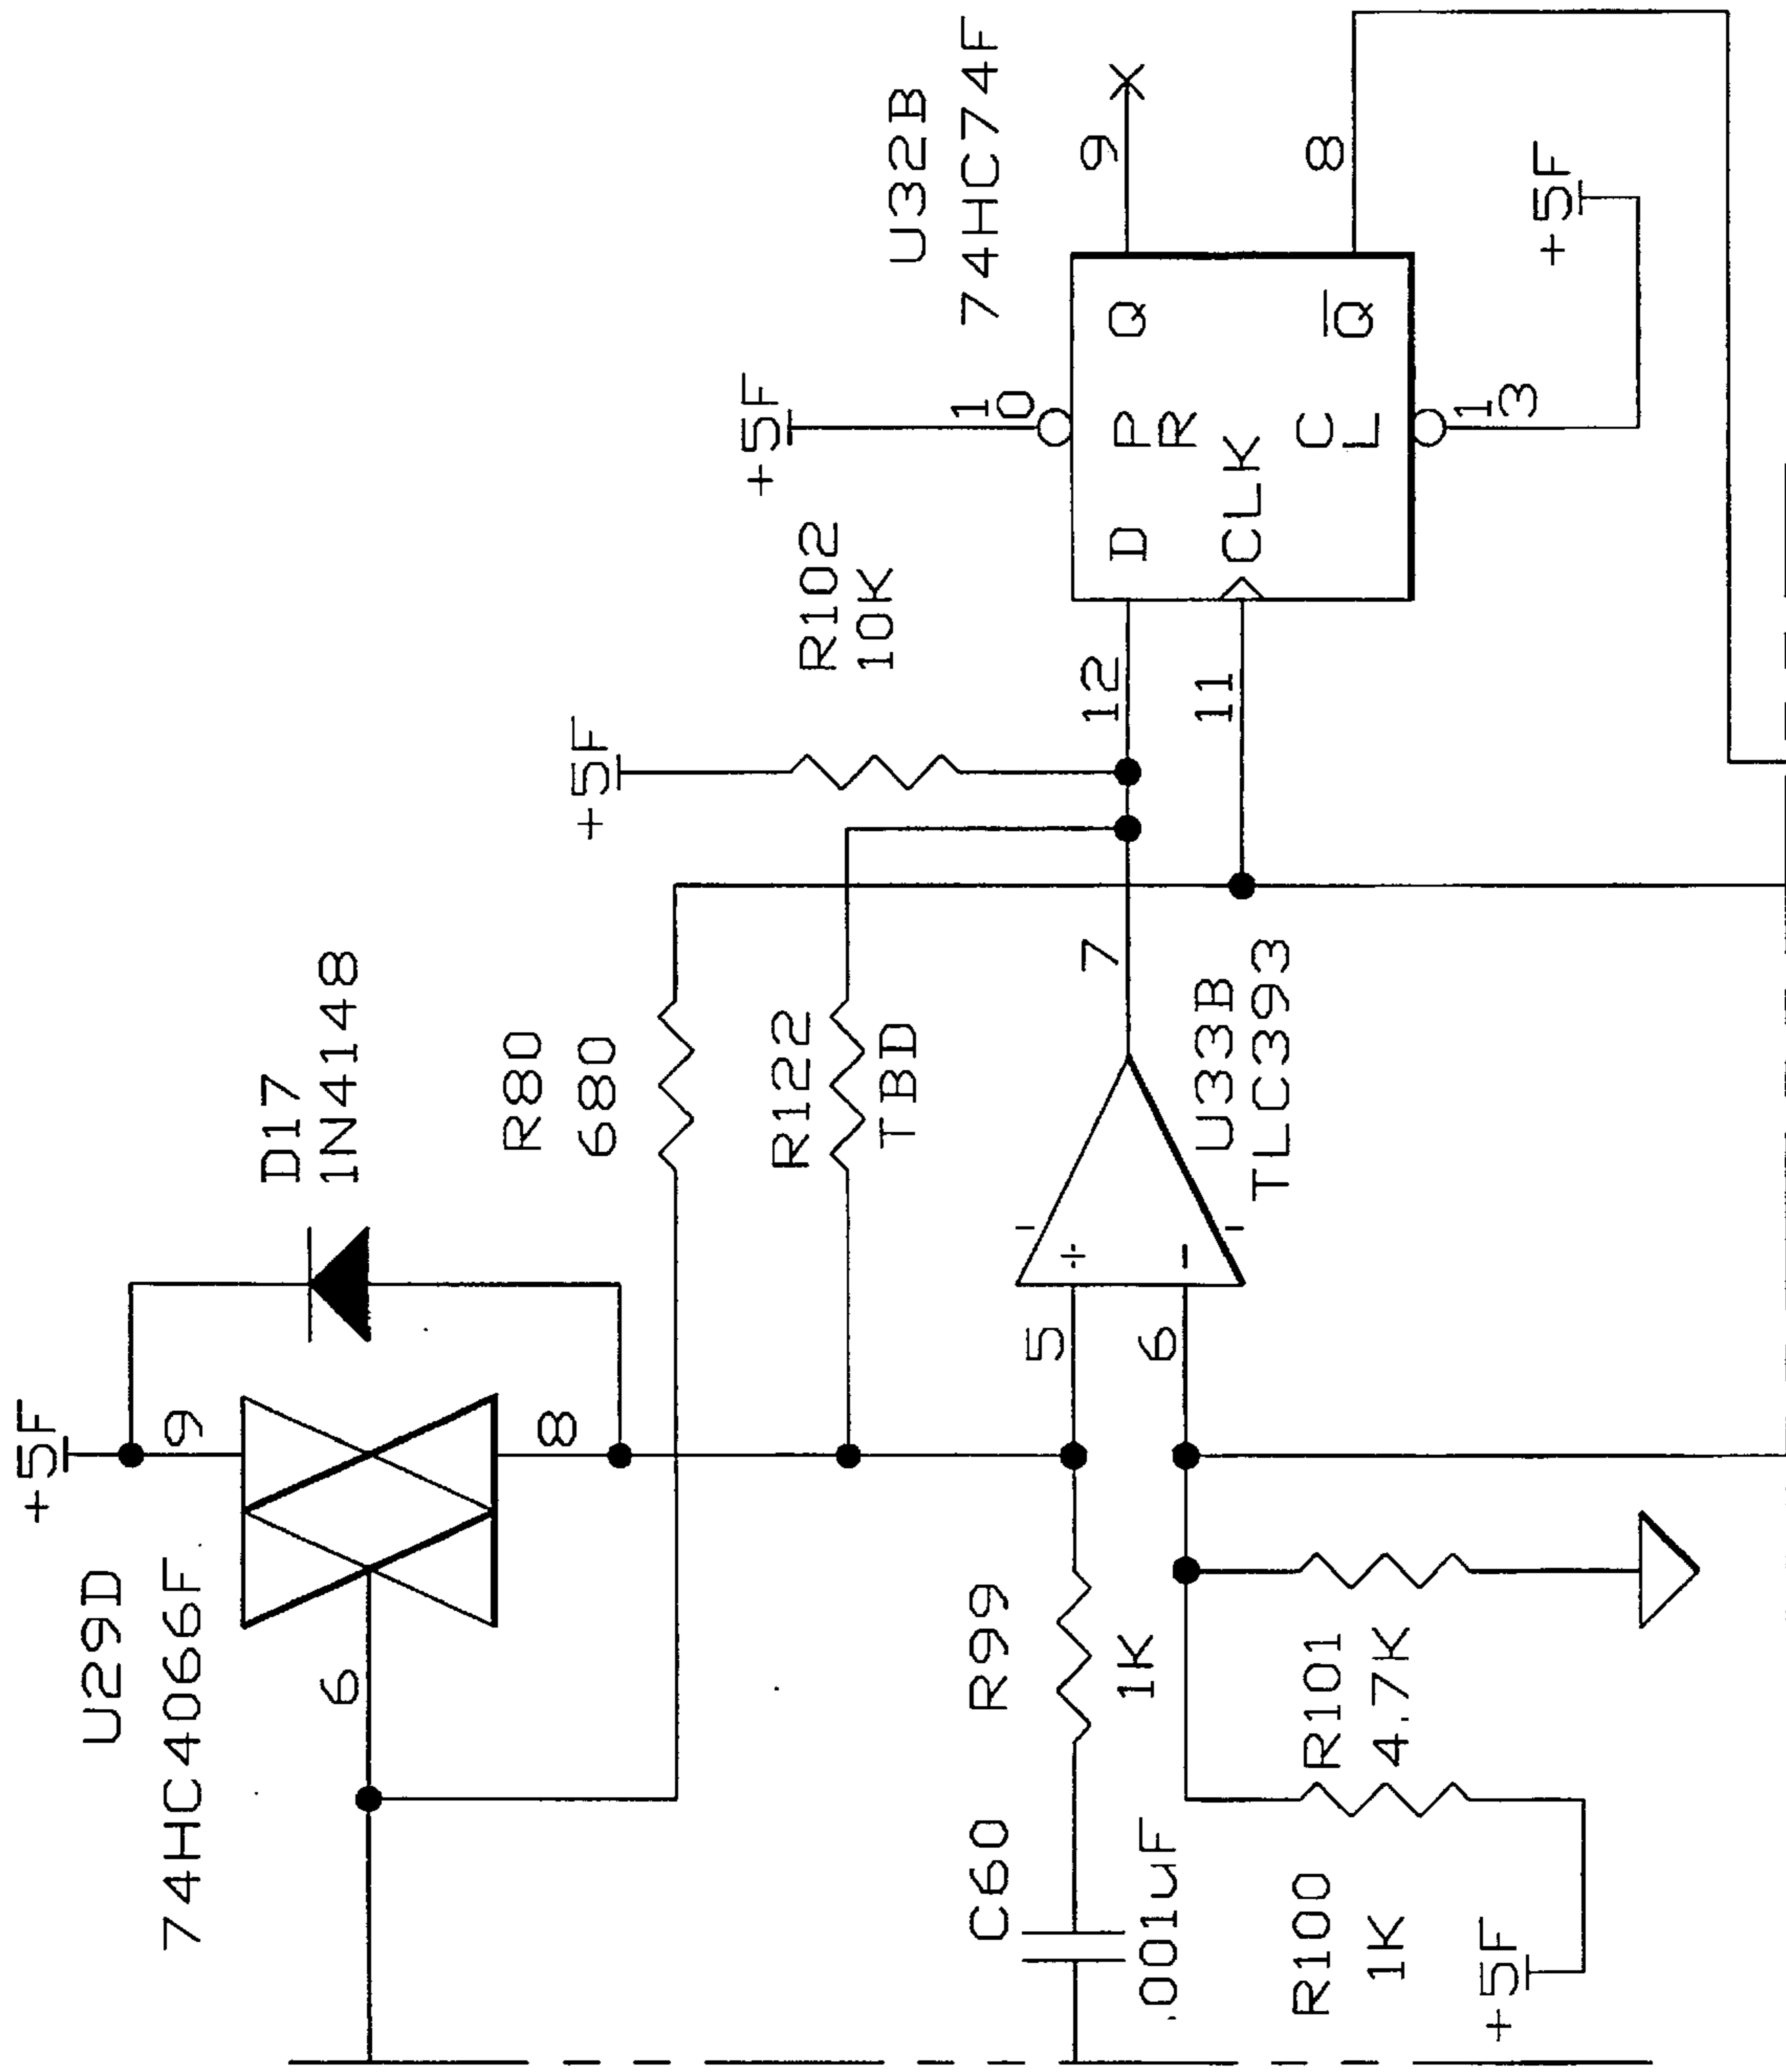 +5F
U29D
74HC4066F
9
8
6
D17
1N4148
R80
680
R122
TBD
+5F
R102
10K
+5F
U32B
74HC74F
10
D
PR
Q
CLK
CL
Q̅
12
11
9
8
13
+5F
C60
.001uF
R99
1K
5
6
+
-
7
U33B
TLC393
R100
1K
+5F
R101
4.7K